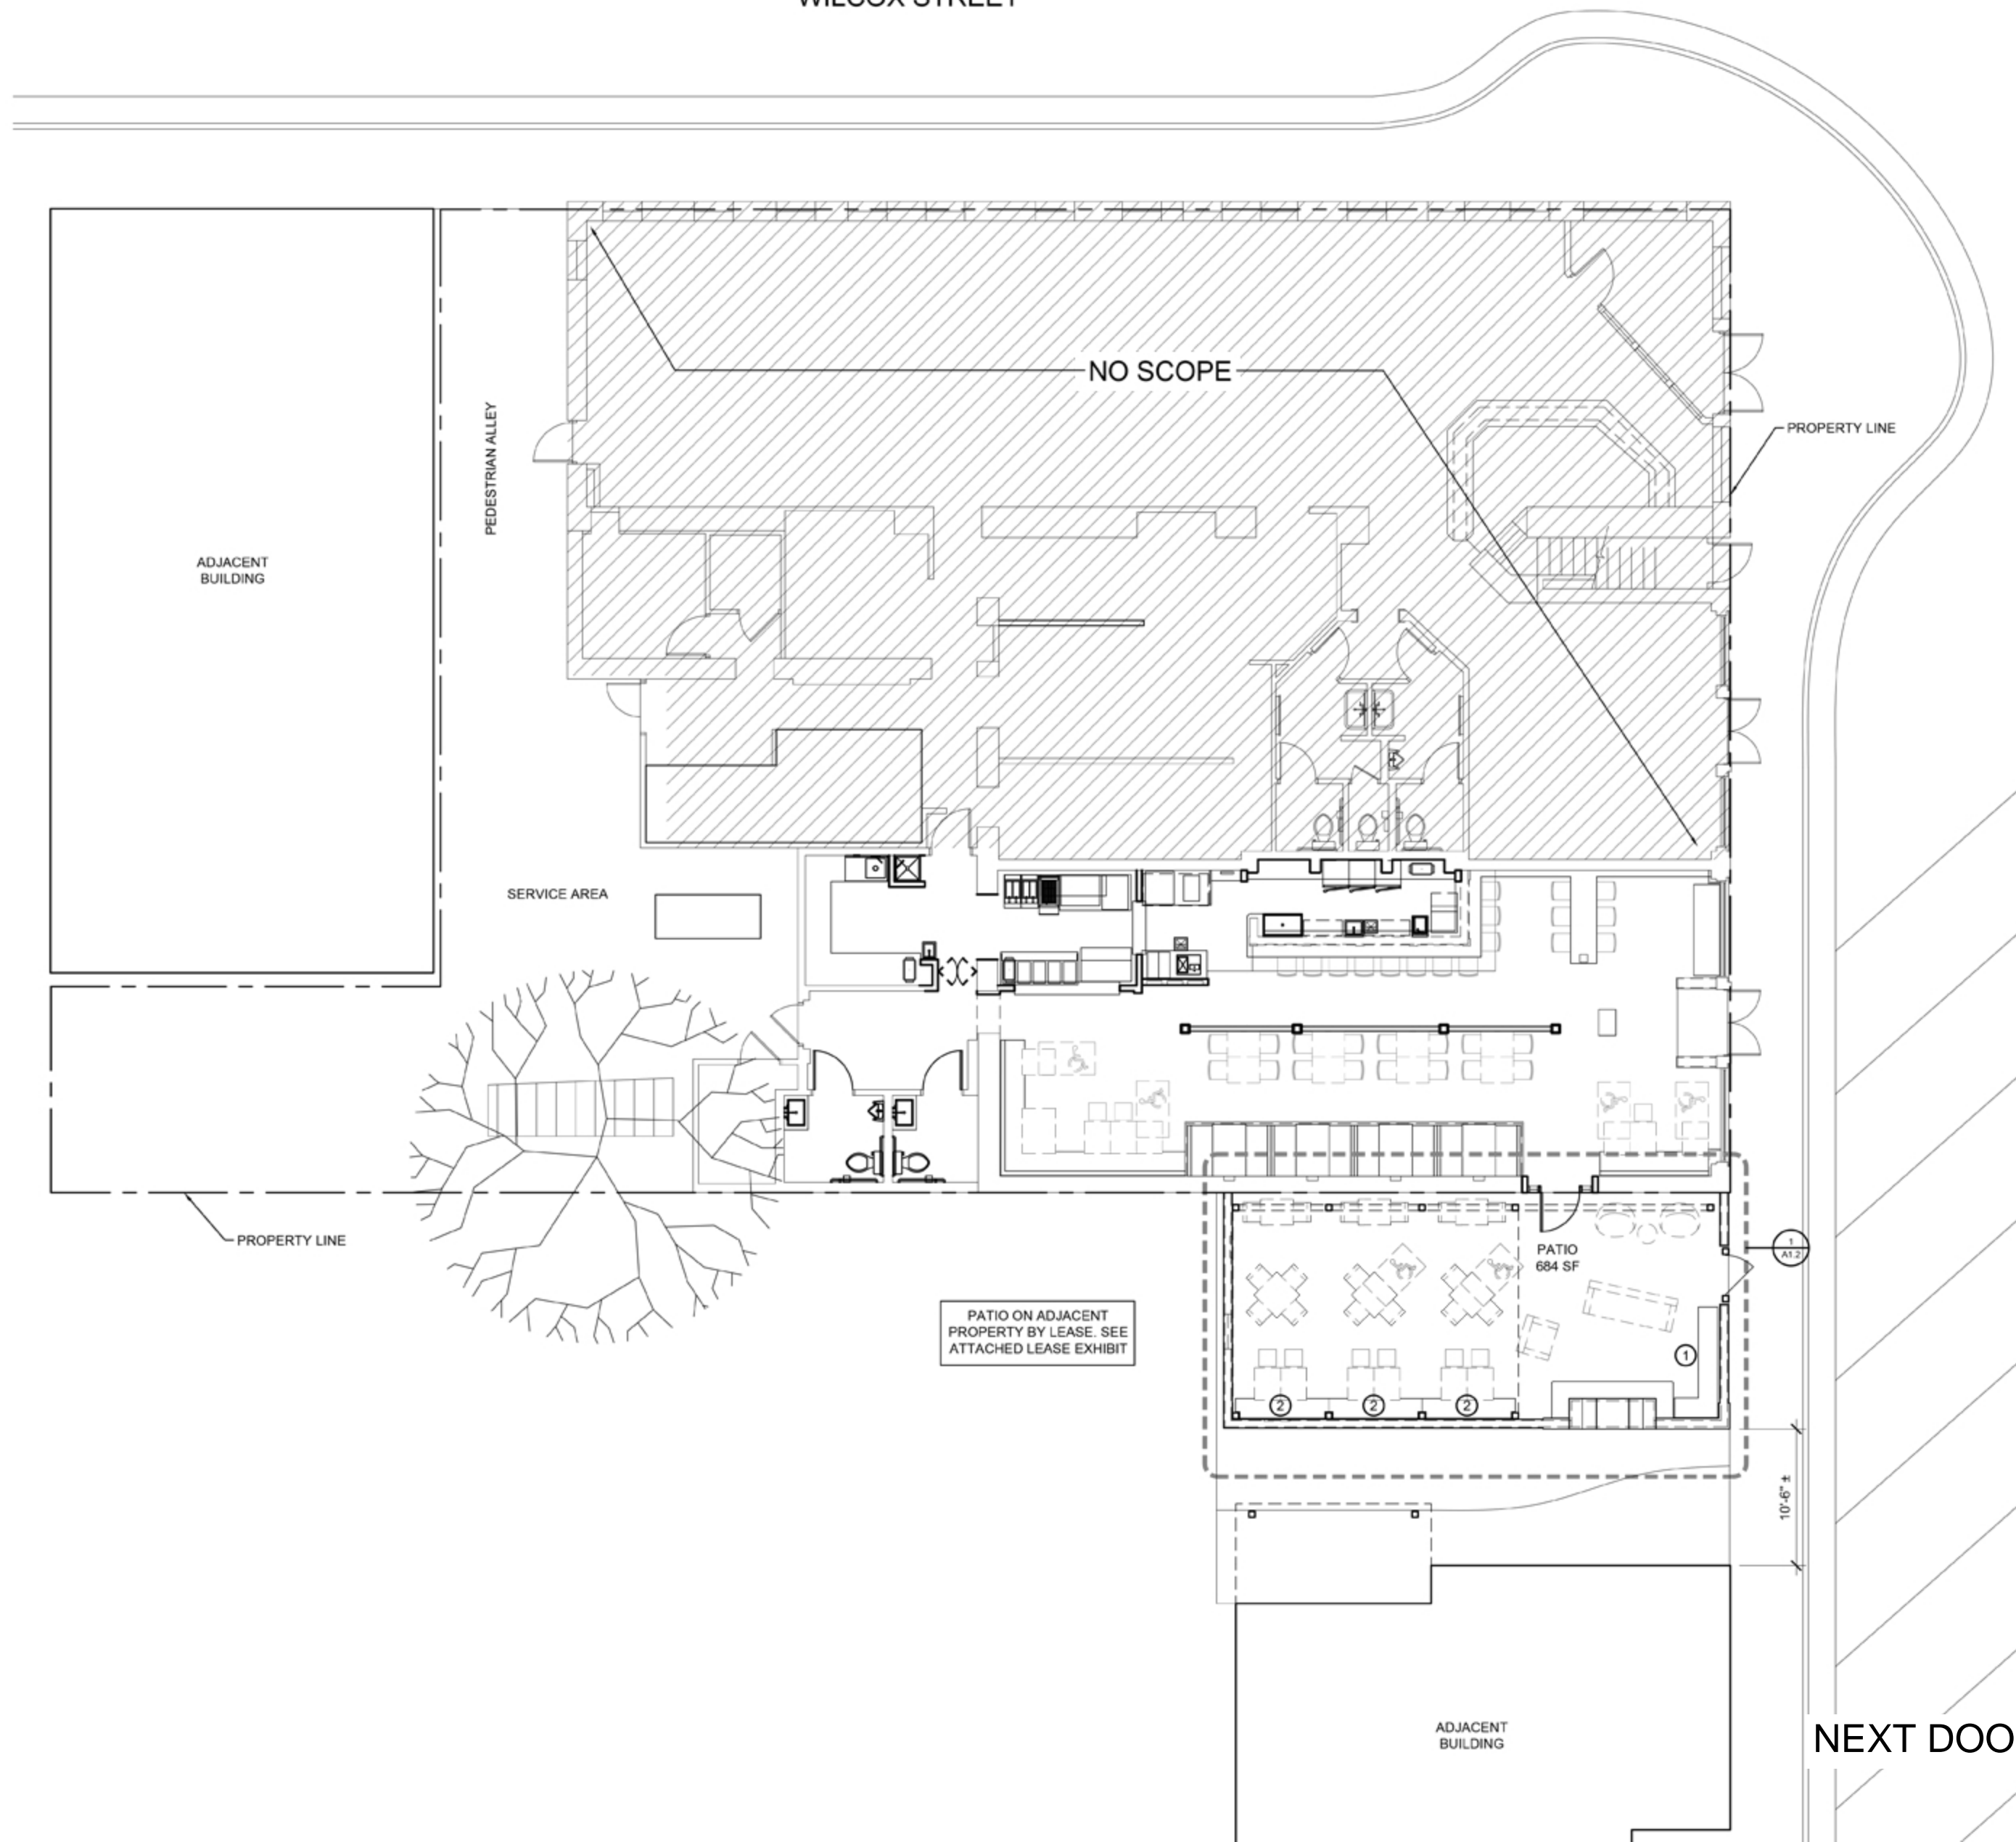 WILCOX STREET
NO SCOPE
PROPERTY LINE
PEDESTRIAN ALLEY
ADJACENT
BUILDING
SERVICE AREA
PROPERTY LINE
PATIO
684 SF
1
A1.2
PATIO ON ADJACENT
PROPERTY BY LEASE. SEE
ATTACHED LEASE EXHIBIT
1
2
2
2
10'-6" ±
ADJACENT
BUILDING
NEXT DOO